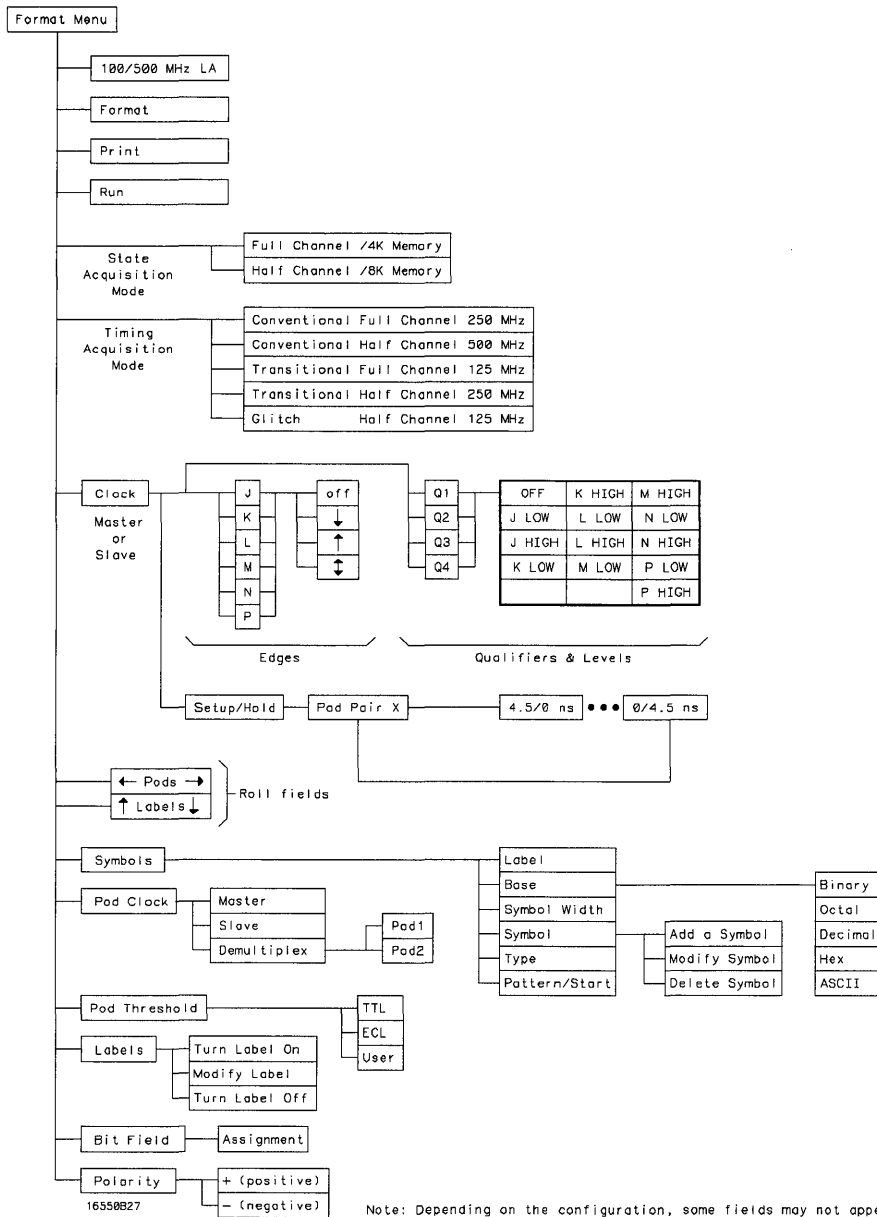 Format Menu
100/500 MHz LA
Format
Print
Run
State
Acquisition
Mode
Full Channel /4K Memory
Half Channel /8K Memory
Timing
Acquisition
Mode
Conventional Full Channel 250 MHz
Conventional Half Channel 500 MHz
Transitional Full Channel 125 MHz
Transitional Half Channel 250 MHz
Glitch Half Channel 125 MHz
Clock
Master
or
Slave
J
K
L
M
N
P
off
↓
↑
↕
Edges
Q1
Q2
Q3
Q4
OFF K HIGH M HIGH
J LOW L LOW N LOW
J HIGH L HIGH N HIGH
K LOW M LOW P LOW
P HIGH
Qualifiers & Levels
Setup/Hold
Pod Pair X
4.5/0 ns ••• 0/4.5 ns
← Pods →
↑ Labels ↓
Roll fields
Symbols
Label
Base
Symbol Width
Symbol
Type
Pattern/Start
Binary
Octal
Decimal
Hex
ASCII
Add a Symbol
Modify Symbol
Delete Symbol
Pod Clock
Master
Slave
Demultiplex
Pod1
Pod2
Pod Threshold
TTL
ECL
User
Labels
Turn Label On
Modify Label
Turn Label Off
Bit Field
Assignment
Polarity
+ (positive)
- (negative)
16550B27
Note: Depending on the configuration, some fields may not appe